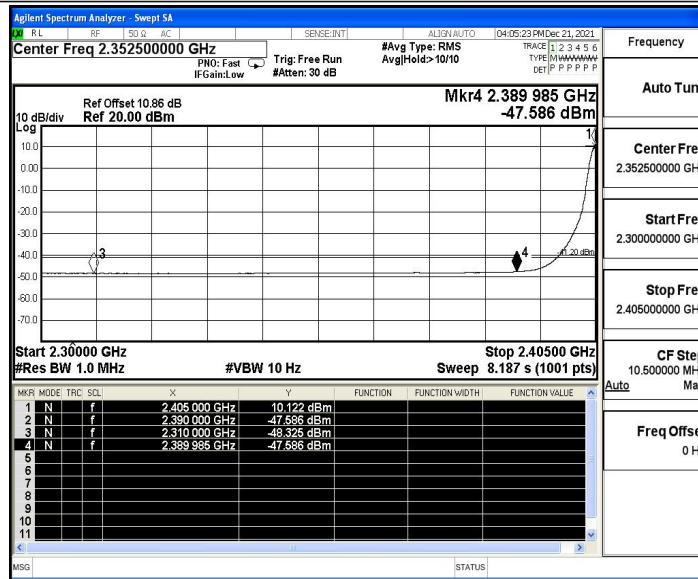 Agilent Spectrum Analyzer - Swept SA
RL RF 50 Ω AC SENSE:INT ALIGN AUTO 04:05:23 PM Dec 21, 2021
Center Freq 2.352500000 GHz #Avg Type: RMS TRACE 1 2 3 4 5 6
PNO: Fast Trig: Free Run Avg|Hold:>10/10 TYPE M
IFGain:Low #Atten: 30 dB DET P P P P P P
Mkr4 2.389 985 GHz
-47.586 dBm
Ref Offset 10.86 dB
10 dB/div Ref 20.00 dBm
Log
1
10.0
0.00
-10.0
-20.0
-30.0
-40.0
3
4
-41.20 dBm
-50.0
-60.0
-70.0
Start 2.30000 GHz Stop 2.40500 GHz
#Res BW 1.0 MHz #VBW 10 Hz Sweep 8.187 s (1001 pts)
MKR MODE TRC SCL X Y FUNCTION FUNCTION WIDTH FUNCTION VALUE
1 N f 2.405 000 GHz 10.122 dBm
2 N f 2.390 000 GHz -47.586 dBm
3 N f 2.310 000 GHz -48.325 dBm
4 N f 2.389 985 GHz -47.586 dBm
5
6
7
8
9
10
11
MSG STATUS
Frequency
Auto Tun
Center Fre
2.352500000 GH
Start Fre
2.300000000 GH
Stop Fre
2.405000000 GH
CF Ste
10.500000 MH
Auto Ma
Freq Offse
0 H